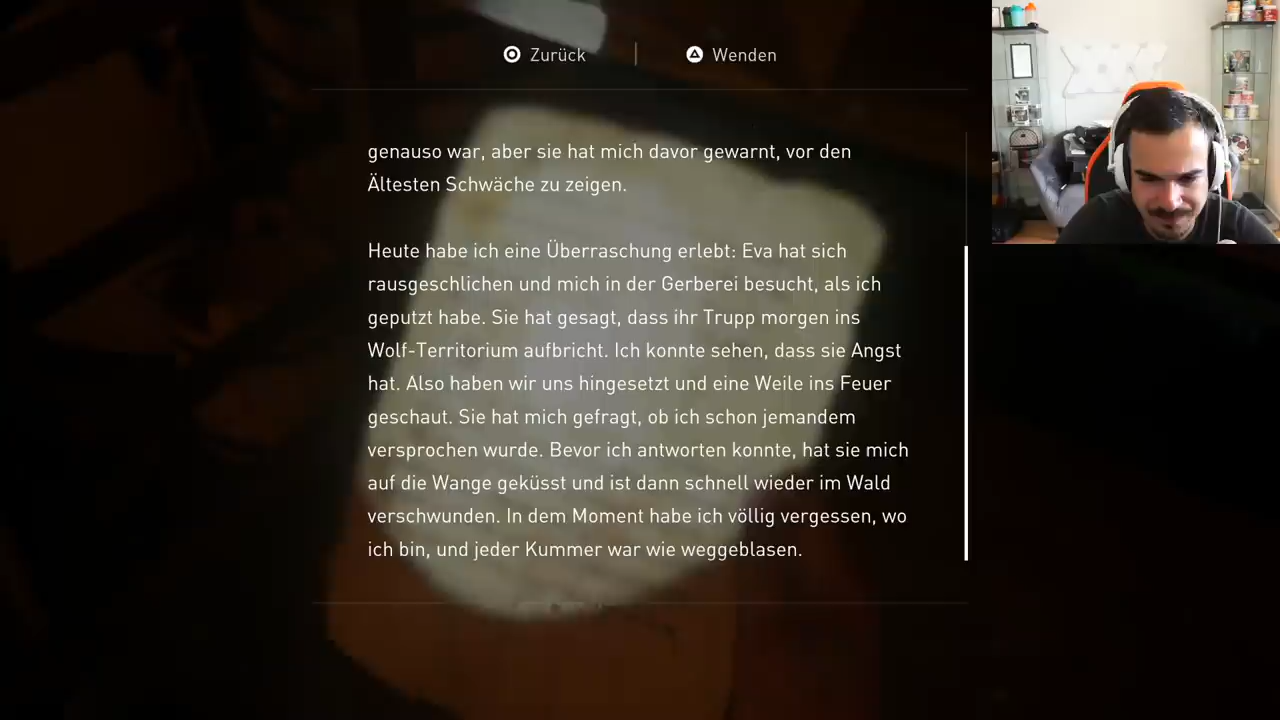 Zurück
Wenden
genauso war, aber sie hat mich davor gewarnt, vor den
Ältesten Schwäche zu zeigen.
Heute habe ich eine Überraschung erlebt: Eva hat sich
rausgeschlichen und mich in der Gerberei besucht, als ich
geputzt habe. Sie hat gesagt, dass ihr Trupp morgen ins
Wolf-Territorium aufbricht. Ich konnte sehen, dass sie Angst
hat. Also haben wir uns hingesetzt und eine Weile ins Feuer
geschaut. Sie hat mich gefragt, ob ich schon jemandem
versprochen wurde. Bevor ich antworten konnte, hat sie mich
auf die Wange geküsst und ist dann schnell wieder im Wald
verschwunden. In dem Moment habe ich völlig vergessen, wo
ich bin, und jeder Kummer war wie weggeblasen.